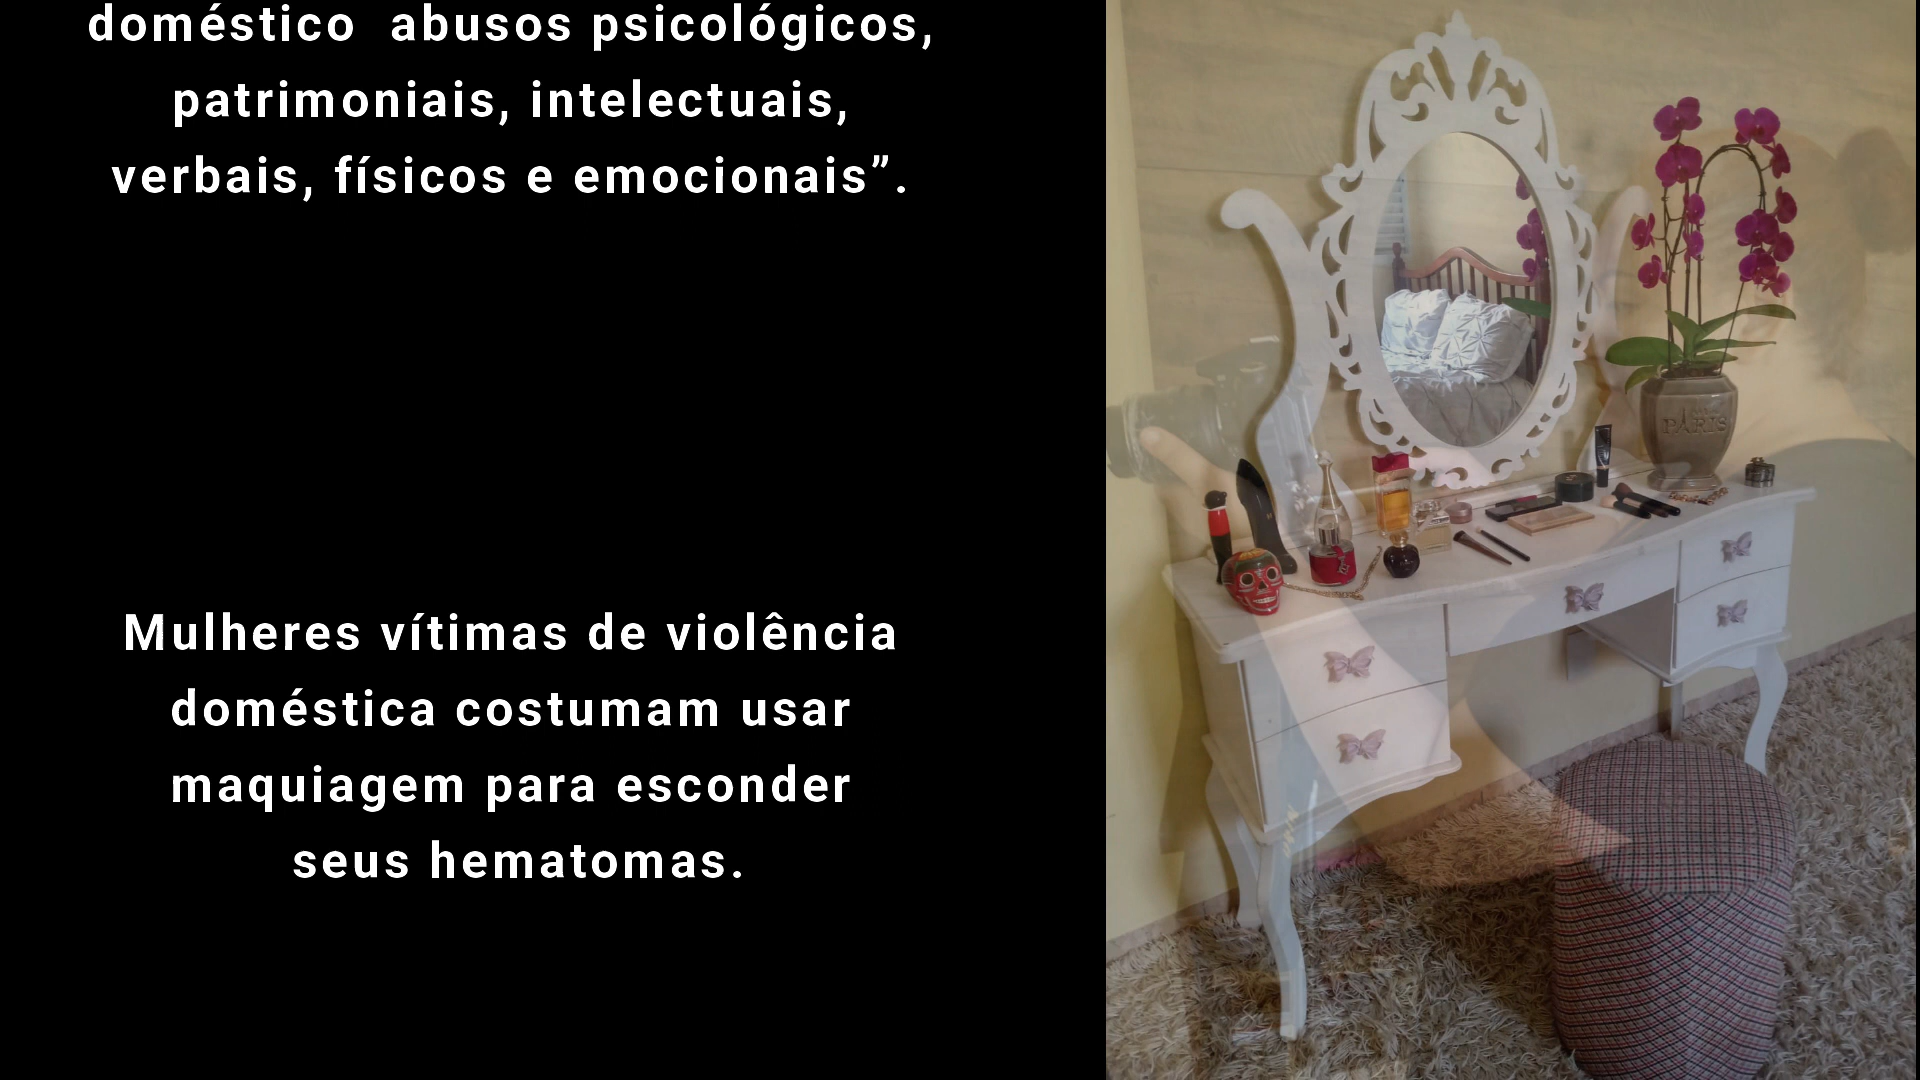 doméstico  abusos psicológicos,
patrimoniais, intelectuais,
verbais, físicos e emocionais”.
Mulheres vítimas de violência
doméstica costumam usar
maquiagem para esconder
seus hematomas.
PARIS